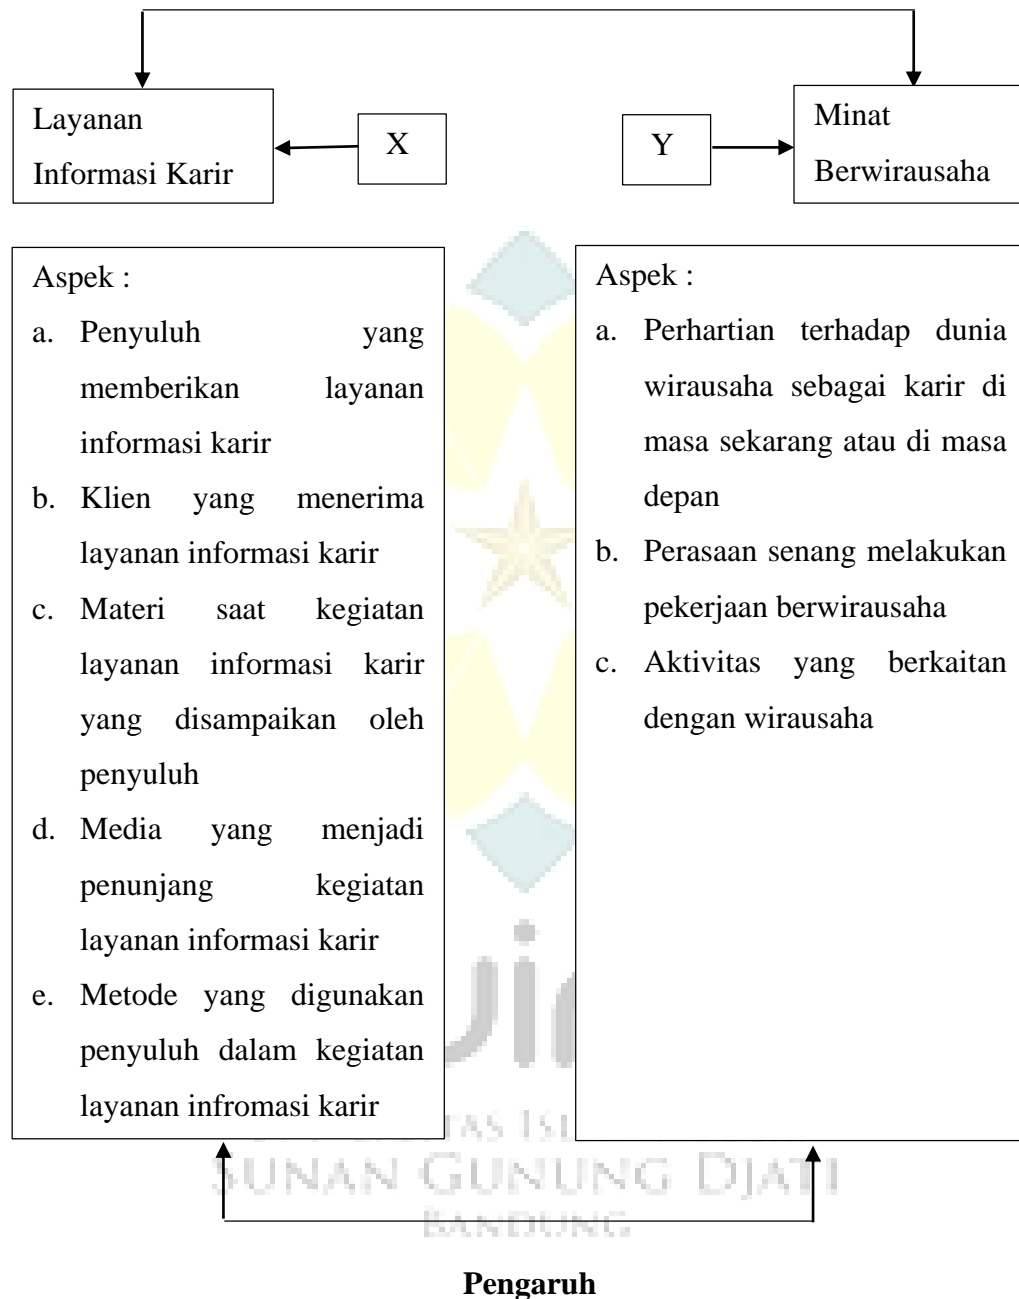 Layanan
Informasi Karir
X
Y
Minat
Berwirausaha
Aspek :
a. Penyuluh yang
memberikan layanan
informasi karir
b. Klien yang menerima
layanan informasi karir
c. Materi saat kegiatan
layanan informasi karir
yang disampaikan oleh
penyuluh
d. Media yang menjadi
penunjang kegiatan
layanan informasi karir
e. Metode yang digunakan
penyuluh dalam kegiatan
layanan infromasi karir
Aspek :
a. Perhartian terhadap dunia
wirausaha sebagai karir di
masa sekarang atau di masa
depan
b. Perasaan senang melakukan
pekerjaan berwirausaha
c. Aktivitas yang berkaitan
dengan wirausaha
SUNAN GUNUNG DJATI
BANDUNG
Pengaruh